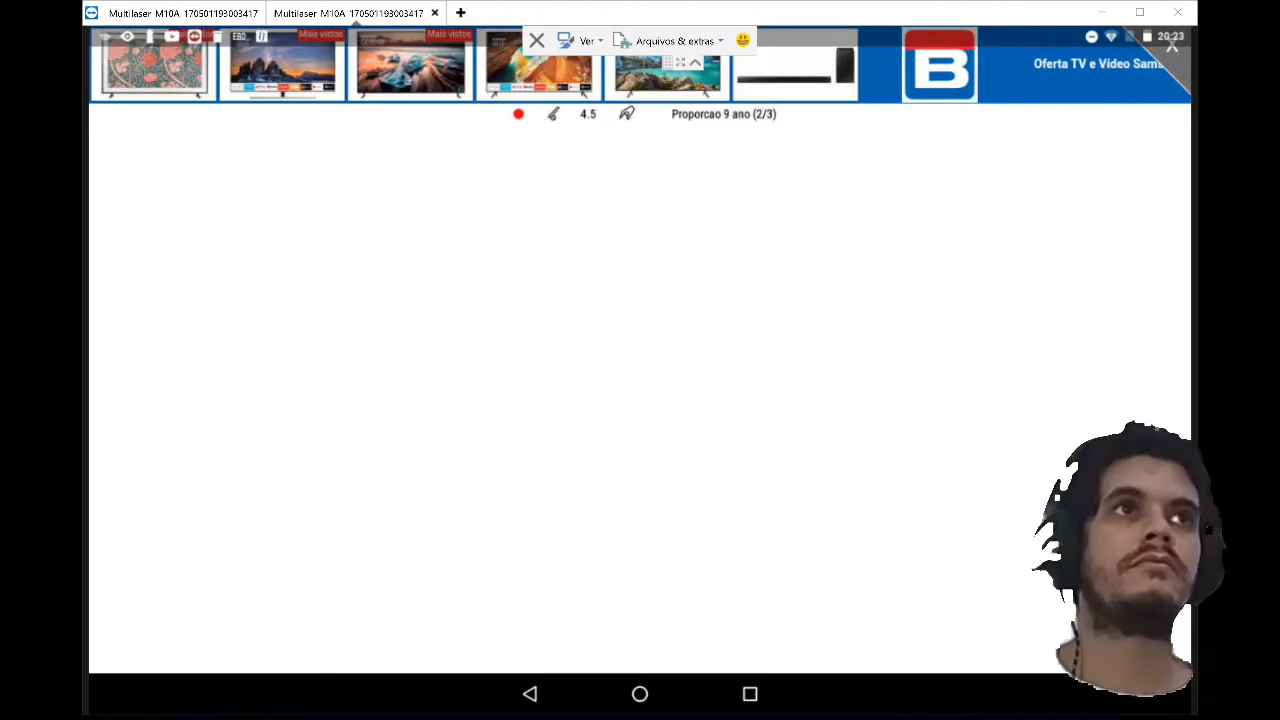 Multilaser M10A 170501193003417
Multilaser M10A 170501193003417
Mais vistos
Mais vistos
EBO
Ver
Arquivos & extras
20:23
B
Oferta TV e Vídeo Sams
4.5
Proporcao 9 ano (2/3)